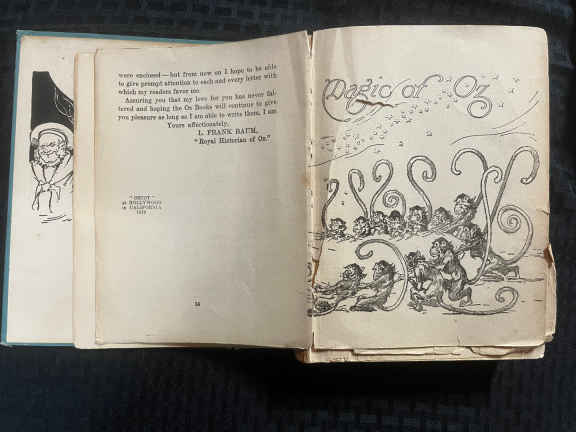 were enclosed—but from now on I hope to be able
to give prompt attention to each and every letter with
which my readers favor me.
Assuring you that my love for you has never fal-
tered and hoping the Oz Books will continue to give
you pleasure as long as I am able to write them, I am
Yours affectionately,
L. FRANK BAUM,
"Royal Historian of Oz."
"OZCOT"
at HOLLYWOOD
in CALIFORNIA
1919
Magic of Oz